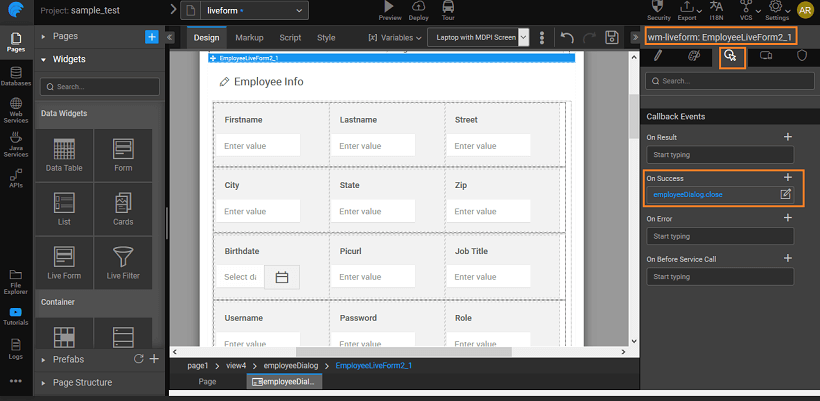 Project: sample_test
liveform
Preview
Deploy
Tour
Security
Export
I18N
VCS
Settings
AR
Pages
Databases
Web Services
Java Services
APIs
File Explorer
Tutorials
Logs
Pages
Widgets
Search...
Data Widgets
Data Table
Form
List
Cards
Live Form
Live Filter
Container
Prefabs
Page Structure
Design
Markup
Script
Style
[x] Variables
Laptop with MDPI Screen
EmployeeLiveForm2_1
Employee Info
Firstname
Lastname
Street
Enter value
Enter value
Enter value
City
State
Zip
Enter value
Enter value
Enter value
Birthdate
Picurl
Job Title
Select da
Enter value
Enter value
Username
Password
Role
Enter value
Enter value
Enter value
page1 > view4 > employeeDialog > EmployeeLiveForm2_1
Page
employeeDial...
wm-liveform: EmployeeLiveForm2_1
Search...
Callback Events
On Result
Start typing
On Success
employeeDialog.close
On Error
Start typing
On Before Service Call
Start typing